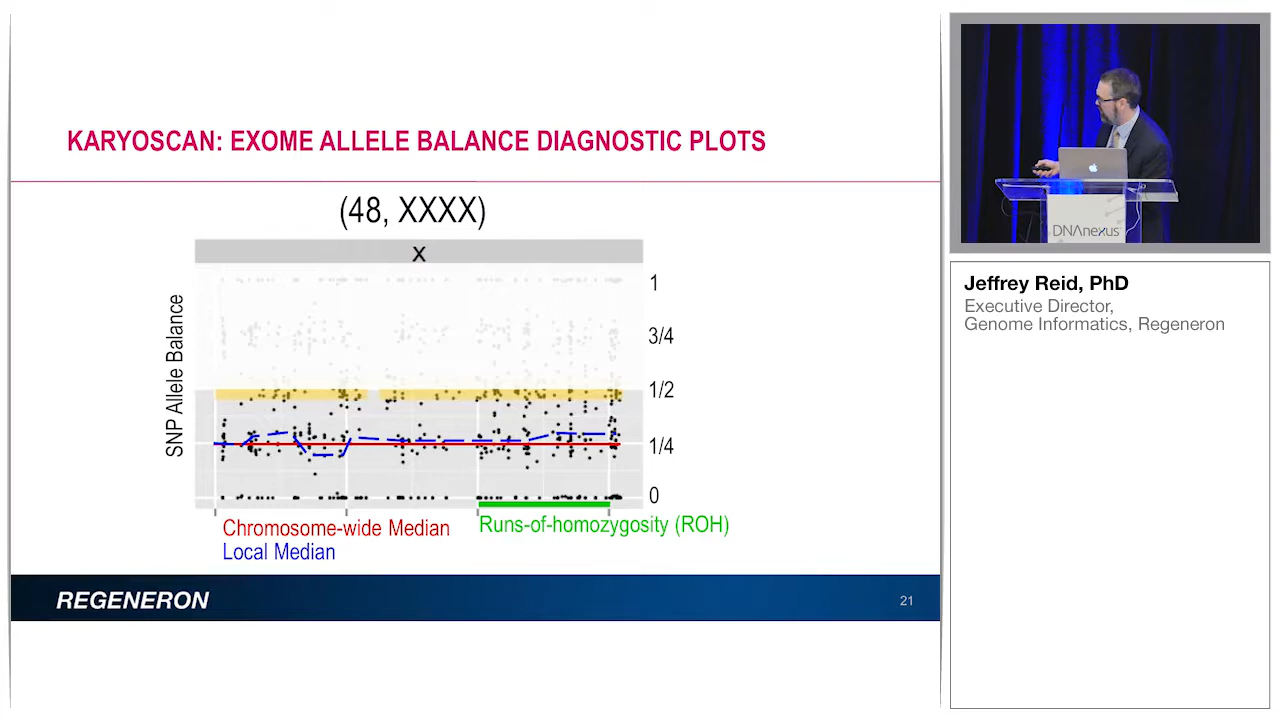 KARYOSCAN: EXOME ALLELE BALANCE DIAGNOSTIC PLOTS
(48, XXXX)
X
SNP Allele Balance
1
3/4
1/2
1/4
0
Chromosome-wide Median
Local Median
Runs-of-homozygosity (ROH)
REGENERON
21
DNAnexus
Jeffrey Reid, PhD
Executive Director,
Genome Informatics, Regeneron